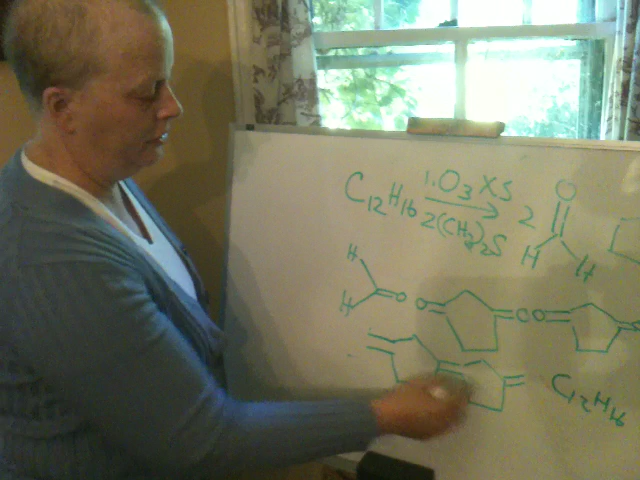 C12H16 1. O3 XS 2 O
2(CH3)2S
H H
H
H O O O O
C12H16